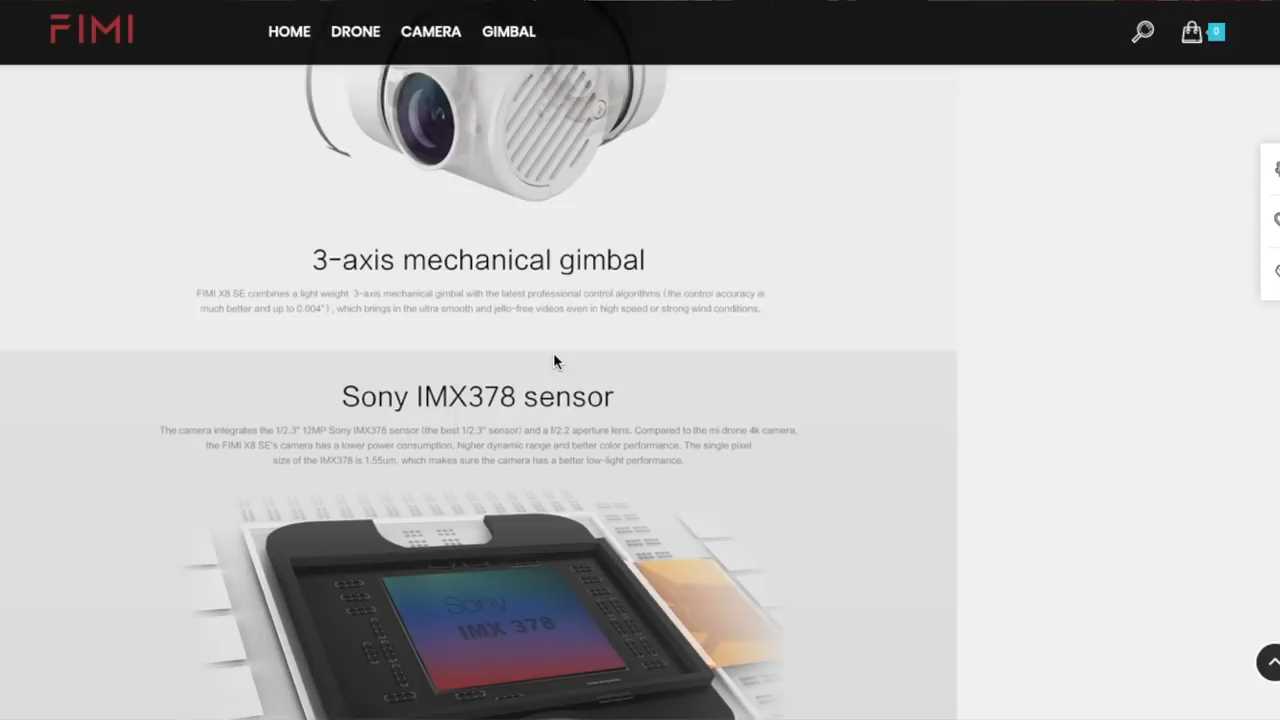 FIMI
HOME DRONE CAMERA GIMBAL
0
3-axis mechanical gimbal
FIMI X8 SE combines a light weight 3-axis mechanical gimbal with the latest professional control algorithms (the control accuracy is
much better and up to 0.004°), which brings in the ultra smooth and jello-free videos even in high speed or strong wind conditions.
Sony IMX378 sensor
The camera integrates the 1/2.3" 12MP Sony IMX378 sensor (the best 1/2.3" sensor) and a f/2.2 aperture lens. Compared to the mi drone 4k camera,
the FIMI X8 SE's camera has a lower power consumption, higher dynamic range and better color performance. The single pixel
size of the IMX378 is 1.55um, which makes sure the camera has a better low-light performance.
Sony
IMX 378